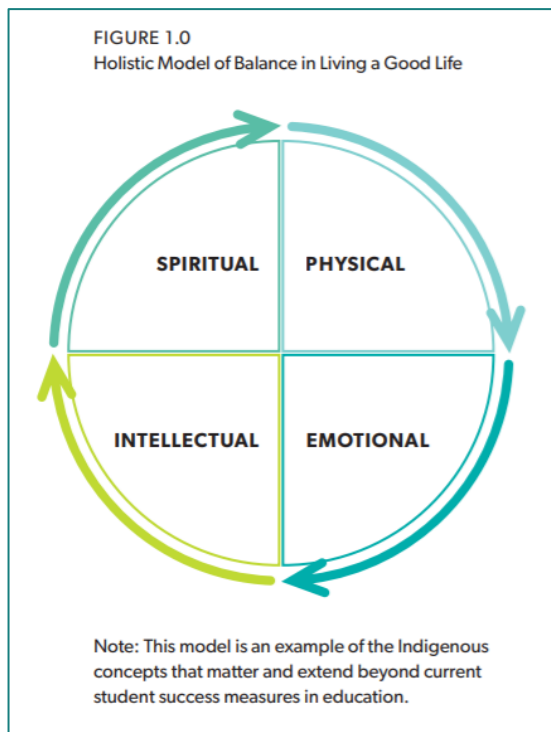 FIGURE 1.0
Holistic Model of Balance in Living a Good Life
SPIRITUAL
PHYSICAL
INTELLECTUAL
EMOTIONAL
Note: This model is an example of the Indigenous
concepts that matter and extend beyond current
student success measures in education.